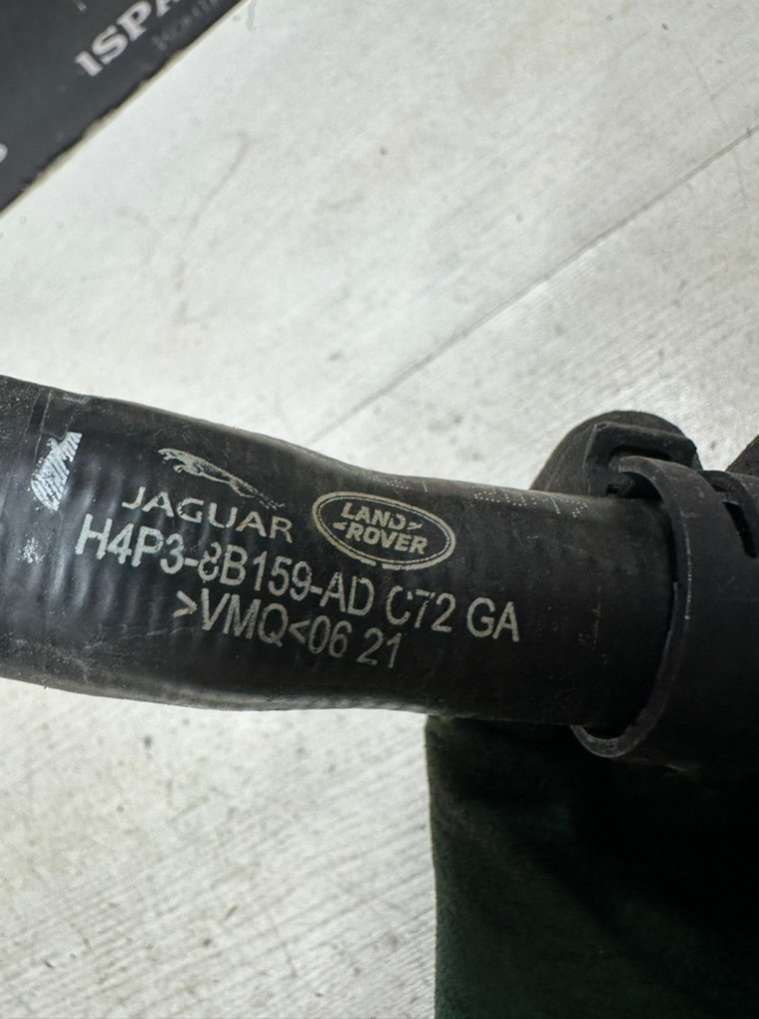 ISPA
JAGUAR
LAND-
-ROVER
H4P3-8B159-AD C72 GA
>VMQ<06 21